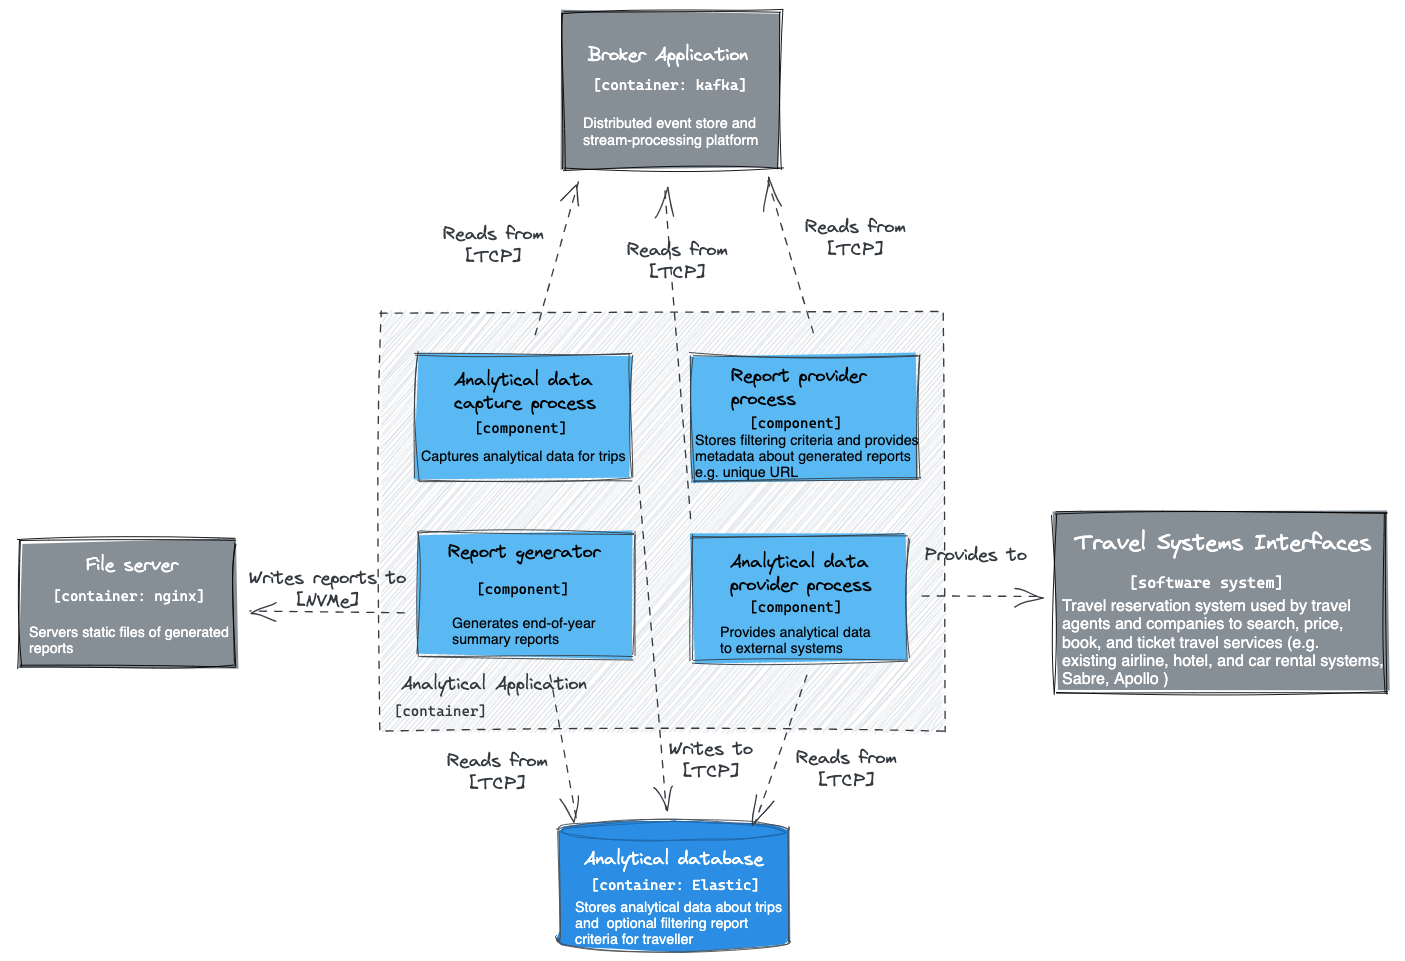 Broker Application
[container: kafka]
Distributed event store and
stream-processing platform
Reads from
[TCP]
Reads from
[TCP]
Reads from
[TCP]
Analytical data
capture process
[component]
Captures analytical data for trips
Report provider
process
[component]
Stores filtering criteria and provides
metadata about generated reports
e.g. unique URL
File server
[container: nginx]
Servers static files of generated
reports
Writes reports to
[NVMe]
Report generator
[component]
Generates end-of-year
summary reports
Analytical data
provider process
[component]
Provides analytical data
to external systems
Provides to
Travel Systems Interfaces
[software system]
Travel reservation system used by travel
agents and companies to search, price,
book, and ticket travel services (e.g.
existing airline, hotel, and car rental systems,
Sabre, Apollo )
Analytical Application
[container]
Reads from
[TCP]
Writes to
[TCP]
Reads from
[TCP]
Analytical database
[container: Elastic]
Stores analytical data about trips
and optional filtering report
criteria for traveller